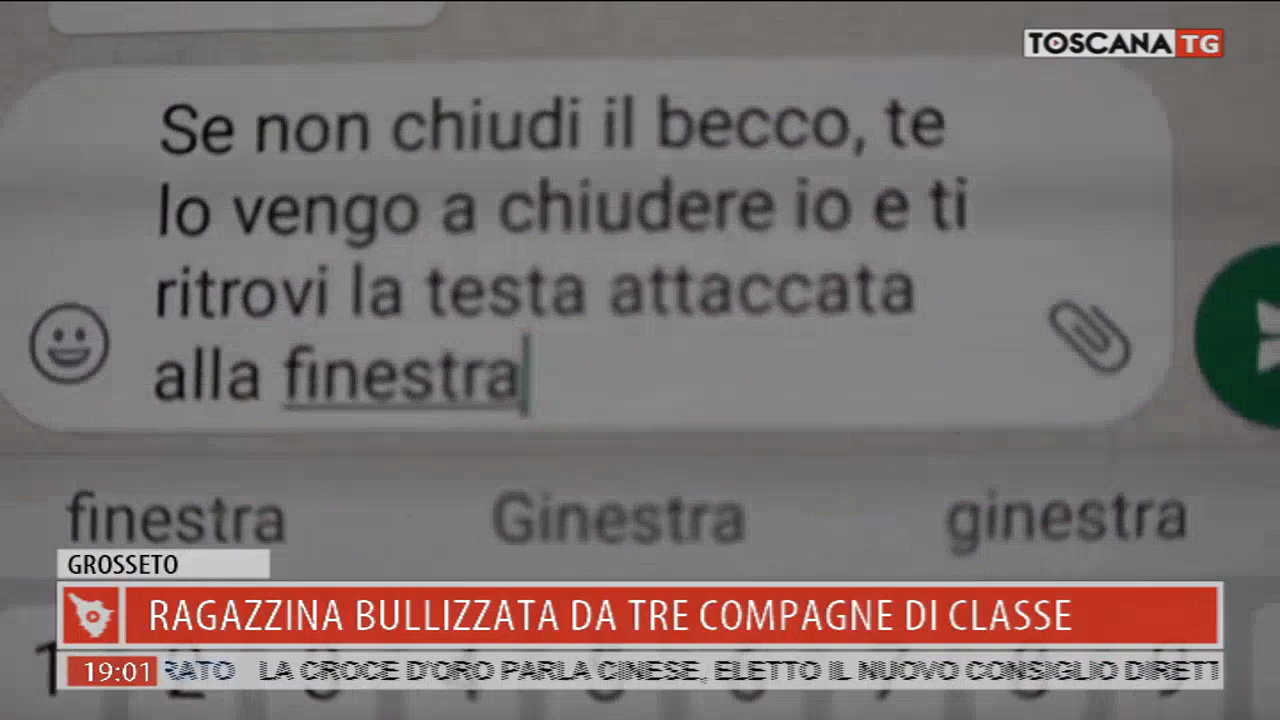 TOSCANA TG
Se non chiudi il becco, te
lo vengo a chiudere io e ti
ritrovi la testa attaccata
alla finestra
finestra Ginestra ginestra
GROSSETO
RAGAZZINA BULLIZZATA DA TRE COMPAGNE DI CLASSE
19:01 LA CROCE D'ORO PARLA CINESE, ELETTO IL NUOVO CONSIGLIO DIRETT